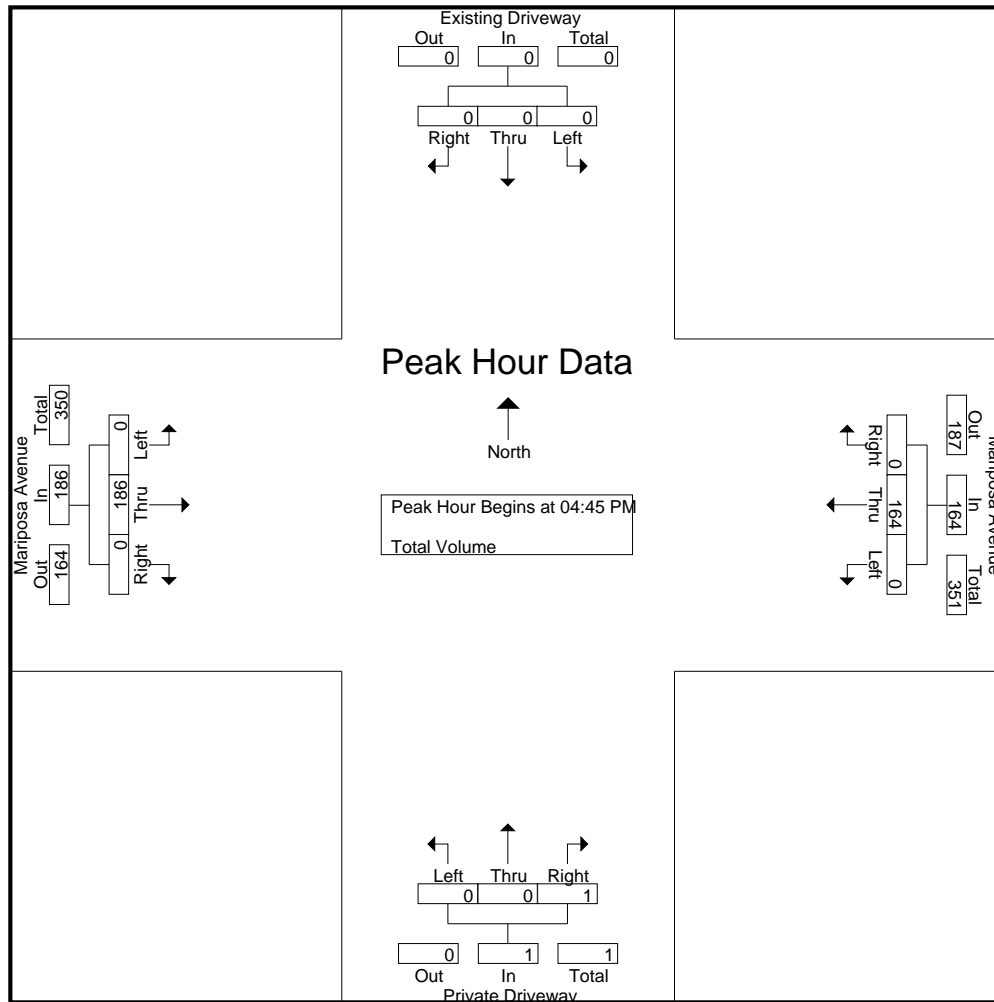 Existing Driveway
Out In Total
0 0 0
0 0 0
Right Thru Left
Peak Hour Data
North
Peak Hour Begins at 04:45 PM
Total Volume
Mariposa Avenue
Total In Out
350 186 164
0 186 0
Left Thru Right
Mariposa Avenue
Out In Total
187 164 351
0 164 0
Right Thru Left
Left Thru Right
0 0 1
0 1 1
Out In Total
Private Driveway